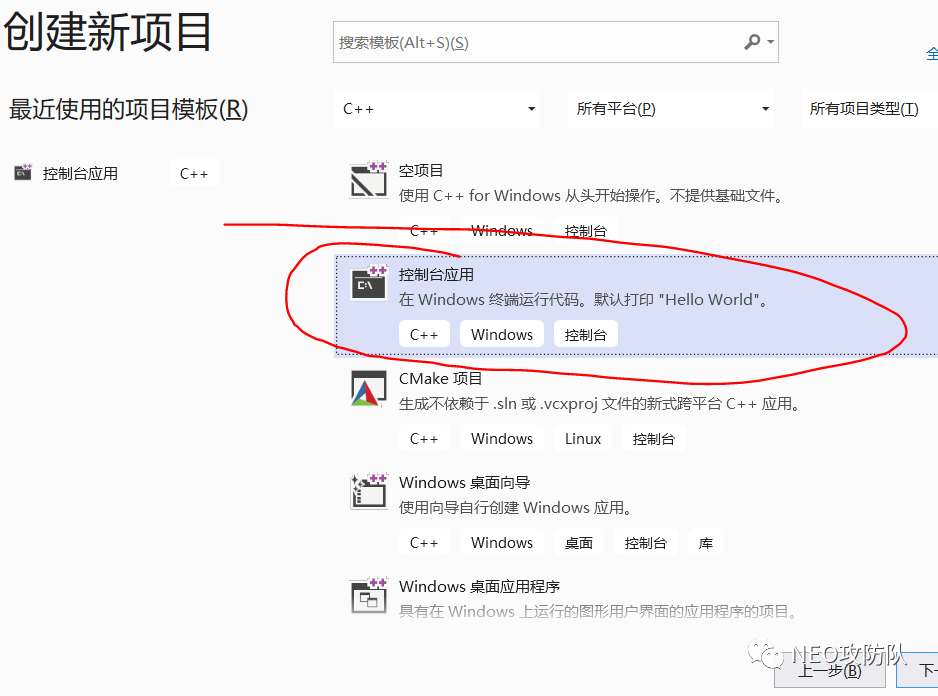 创建新项目
搜索模板(Alt+S)(S)
全
最近使用的项目模板(R)
C++
所有平台(P)
所有项目类型(T)
控制台应用
C++
空项目
使用 C++ for Windows 从头开始操作。不提供基础文件。
C++ Windows 控制台
控制台应用
在 Windows 终端运行代码。默认打印 "Hello World"。
C++ Windows 控制台
CMake 项目
生成不依赖于 .sln 或 .vcxproj 文件的新式跨平台 C++ 应用。
C++ Windows Linux 控制台
Windows 桌面向导
使用向导自行创建 Windows 应用。
C++ Windows 桌面 控制台 库
Windows 桌面应用程序
具有在 Windows 上运行的图形用户界面的应用程序的项目。
NEO攻防队
上一步(B)
下一